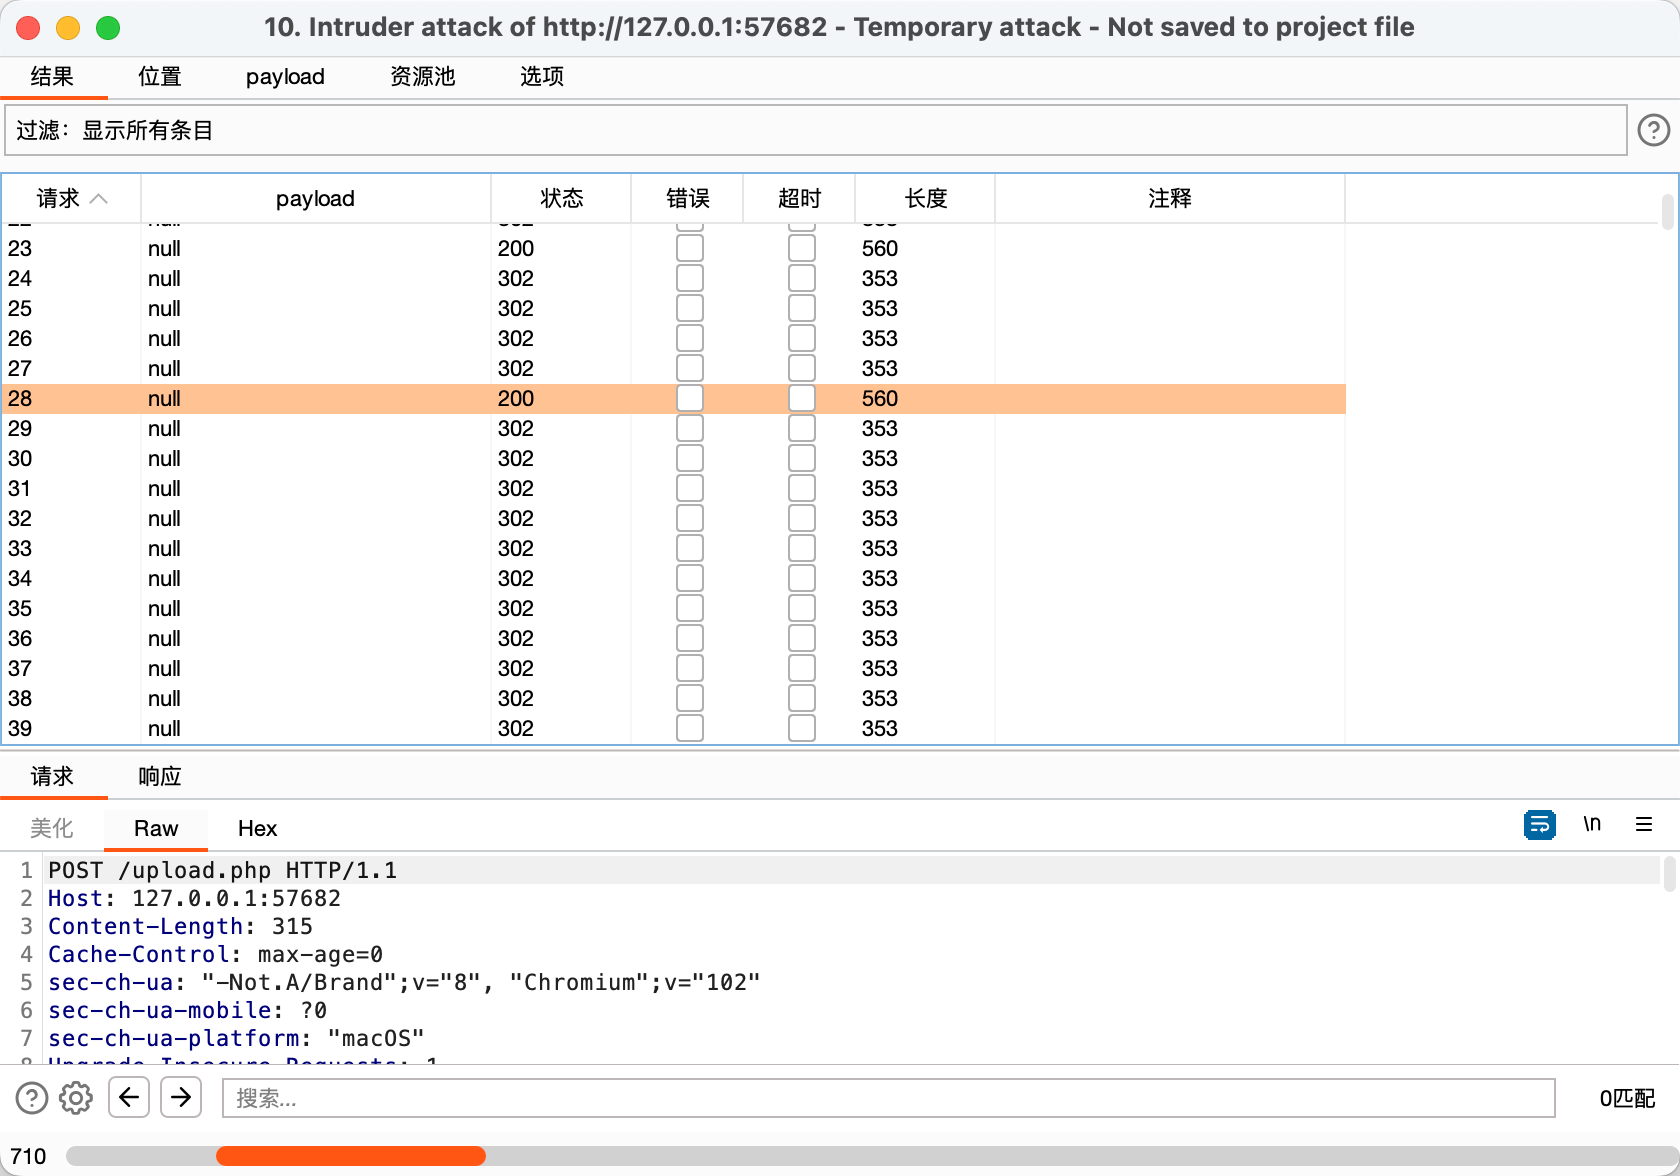 10. Intruder attack of http://127.0.0.1:57682 - Temporary attack - Not saved to project file
结果 位置 payload 资源池 选项
过滤：显示所有条目
请求 payload 状态 错误 超时 长度 注释
23 null 200 560
24 null 302 353
25 null 302 353
26 null 302 353
27 null 302 353
28 null 200 560
29 null 302 353
30 null 302 353
31 null 302 353
32 null 302 353
33 null 302 353
34 null 302 353
35 null 302 353
36 null 302 353
37 null 302 353
38 null 302 353
39 null 302 353
请求 响应
美化 Raw Hex \n
1 POST /upload.php HTTP/1.1
2 Host: 127.0.0.1:57682
3 Content-Length: 315
4 Cache-Control: max-age=0
5 sec-ch-ua: "-Not.A/Brand";v="8", "Chromium";v="102"
6 sec-ch-ua-mobile: ?0
7 sec-ch-ua-platform: "macOS"
8 Upgrade-Insecure-Requests: 1
搜索... 0匹配
710